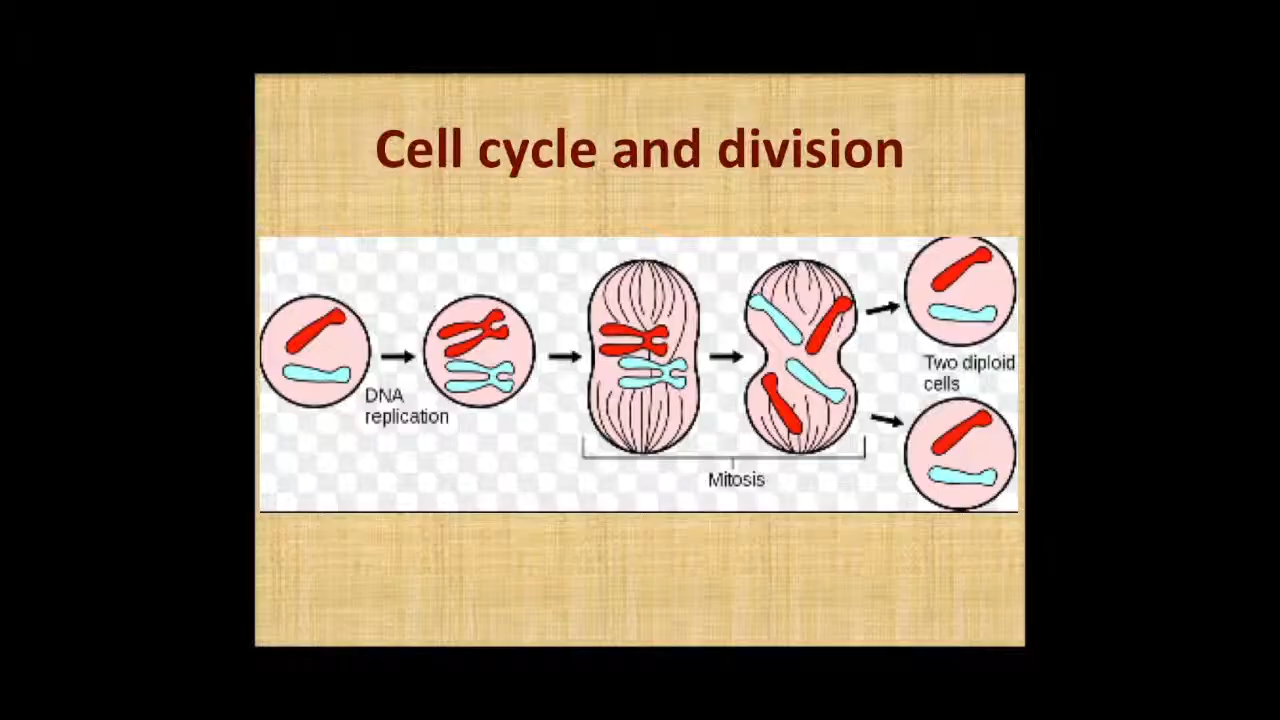 Cell cycle and division
DNA
replication
Mitosis
Two diploid
cells